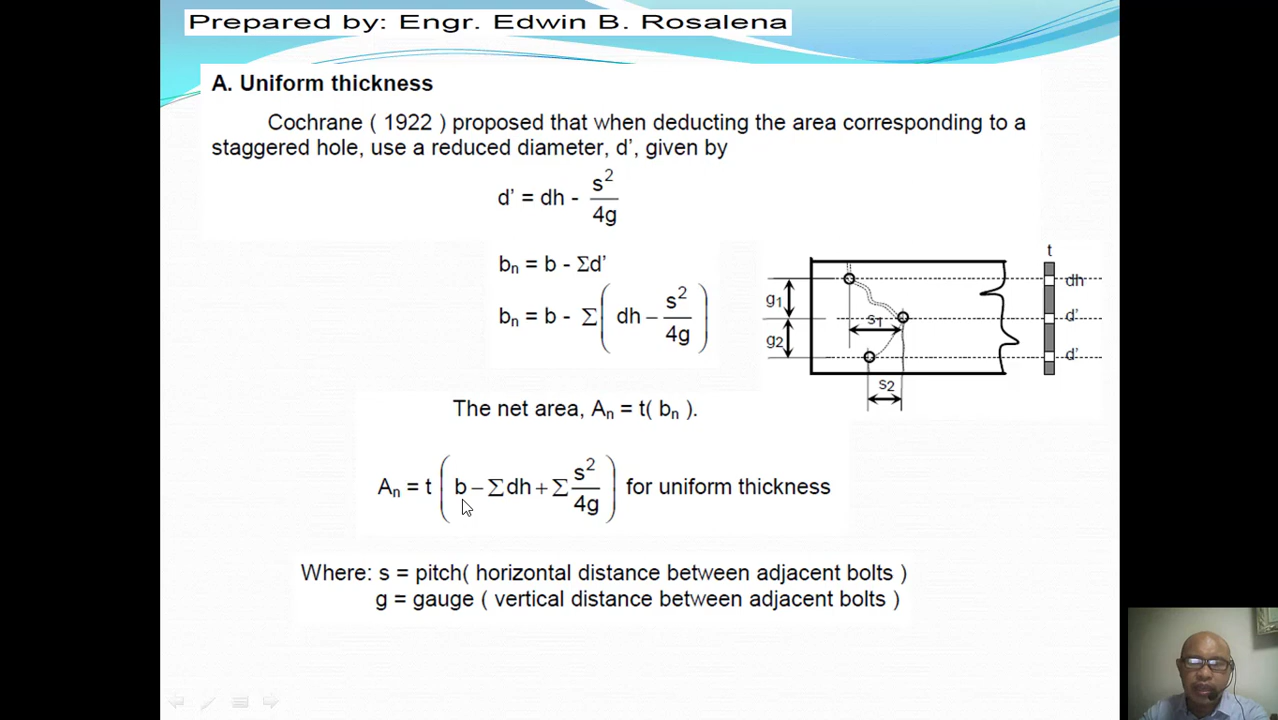 Prepared by: Engr. Edwin B. Rosalena
A. Uniform thickness
Cochrane ( 1922 ) proposed that when deducting the area corresponding to a
staggered hole, use a reduced diameter, d’, given by
d’ = dh - s²/4g
bₙ = b - Σd’
bₙ = b - Σ( dh – s²/4g )
t
g1
s1
g2
s2
dh
d’
d’
The net area, Aₙ = t( bₙ ).
Aₙ = t ( b – Σdh + Σ s²/4g ) for uniform thickness
Where: s = pitch( horizontal distance between adjacent bolts )
g = gauge ( vertical distance between adjacent bolts )